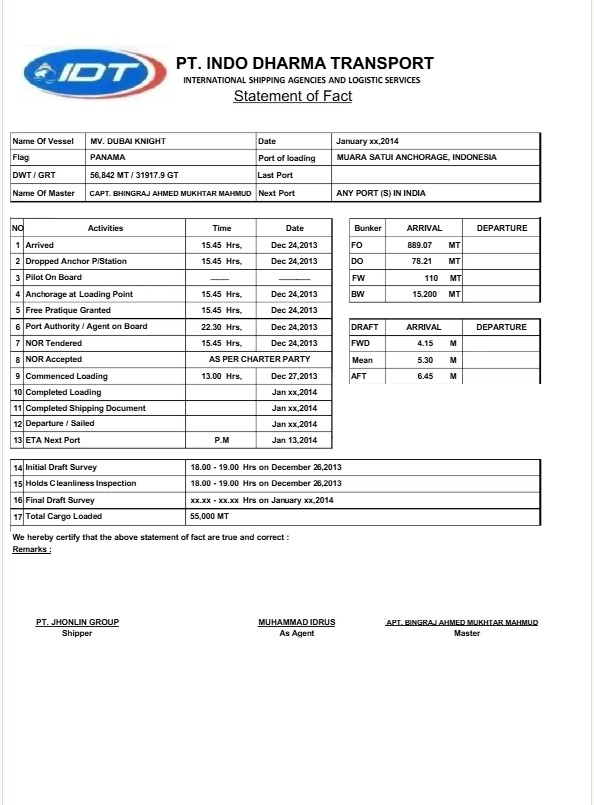 IDT
PT. INDO DHARMA TRANSPORT
INTERNATIONAL SHIPPING AGENCIES AND LOGISTIC SERVICES
Statement of Fact
Name Of Vessel MV. DUBAI KNIGHT Date January xx,2014
Flag PANAMA Port of loading MUARA SATUI ANCHORAGE, INDONESIA
DWT / GRT 56,842 MT / 31917.9 GT Last Port
Name Of Master CAPT. BHINGRAJ AHMED MUKHTAR MAHMUD Next Port ANY PORT (S) IN INDIA
NO Activities Time Date
1 Arrived 15.45 Hrs, Dec 24,2013
2 Dropped Anchor P/Station 15.45 Hrs, Dec 24,2013
3 Pilot On Board ____ _______
4 Anchorage at Loading Point 15.45 Hrs, Dec 24,2013
5 Free Pratique Granted 15.45 Hrs, Dec 24,2013
6 Port Authority / Agent on Board 22.30 Hrs, Dec 24,2013
7 NOR Tendered 15.45 Hrs, Dec 24,2013
8 NOR Accepted AS PER CHARTER PARTY
9 Commenced Loading 13.00 Hrs, Dec 27,2013
10 Completed Loading Jan xx,2014
11 Completed Shipping Document Jan xx,2014
12 Departure / Sailed Jan xx,2014
13 ETA Next Port P.M Jan 13,2014
Bunker ARRIVAL DEPARTURE
FO 889.07 MT
DO 78.21 MT
FW 110 MT
BW 15.200 MT
DRAFT ARRIVAL DEPARTURE
FWD 4.15 M
Mean 5.30 M
AFT 6.45 M
14 Initial Draft Survey 18.00 - 19.00 Hrs on December 26,2013
15 Holds Cleanliness Inspection 18.00 - 19.00 Hrs on December 26,2013
16 Final Draft Survey xx.xx - xx.xx Hrs on January xx,2014
17 Total Cargo Loaded 55,000 MT
We hereby certify that the above statement of fact are true and correct :
Remarks :
PT. JHONLIN GROUP MUHAMMAD IDRUS APT. BINGRAJ AHMED MUKHTAR MAHMUD
Shipper As Agent Master